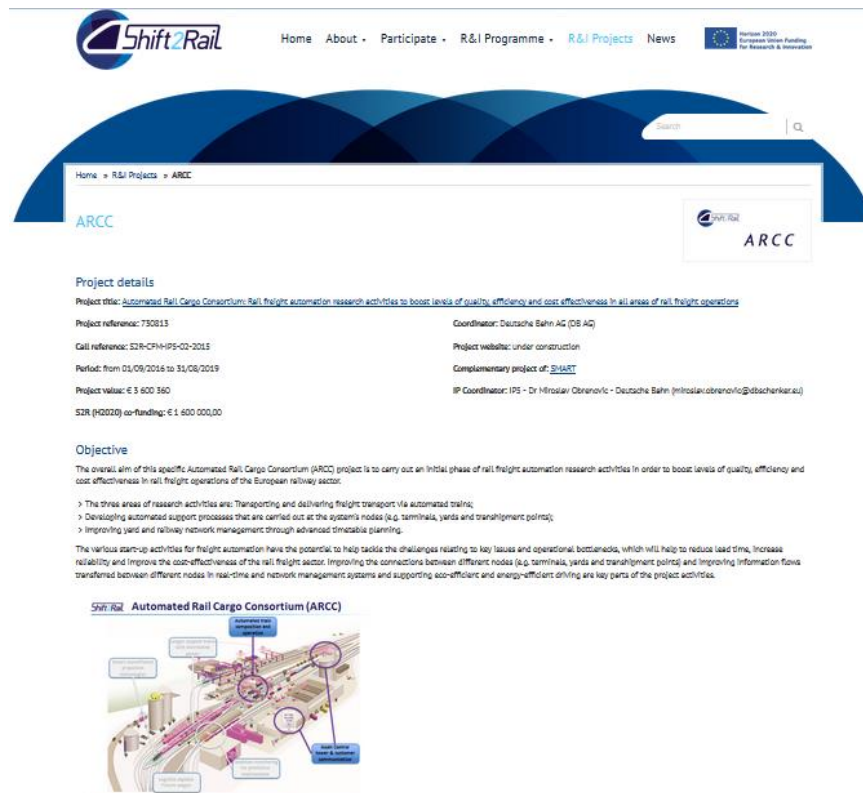 Shift2Rail
Home About Participate R&I Programme R&I Projects News
Horizon 2020
European Union Funding
for Research & Innovation
Search
Home » R&I Projects » ARCC
ARCC
Shift2Rail
ARCC
Project details
Project title: Automated Rail Cargo Consortium: Rail freight automation research activities to boost levels of quality, efficiency and cost effectiveness in all areas of rail freight operations
Project reference: 730813
Coordinator: Deutsche Bahn AG (DB AG)
Call reference: S2R-CFM-IP5-02-2015
Project website: under construction
Period: from 01/09/2016 to 31/08/2019
Complementary project of: SMART
Project value: € 3 600 360
IP Coordinator: IP5 - Dr Miroslav Obrenovic - Deutsche Bahn (miroslav.obrenovic@dbschenker.eu)
S2R (H2020) co-funding: € 1 600 000,00
Objective
The overall aim of this specific Automated Rail Cargo Consortium (ARCC) project is to carry out an initial phase of rail freight automation research activities in order to boost levels of quality, efficiency and
cost effectiveness in rail freight operations of the European railway sector.
> The three areas of research activities are: Transporting and delivering freight transport via automated trains;
> Developing automated support processes that are carried out at the system's nodes (e.g. terminals, yards and transhipment points);
> Improving yard and railway network management through advanced timetable planning.
The various start-up activities for freight automation have the potential to help tackle the challenges relating to key issues and operational bottlenecks, which will help to reduce lead time, increase
reliability and improve the cost-effectiveness of the rail freight sector. Improving the connections between different nodes (e.g. terminals, yards and transhipment points) and improving information flows
transferred between different nodes in real-time and network management systems and supporting eco-efficient and energy-efficient driving are key parts of the project activities.
Shift2Rail Automated Rail Cargo Consortium (ARCC)
Automated train
composition and
operation